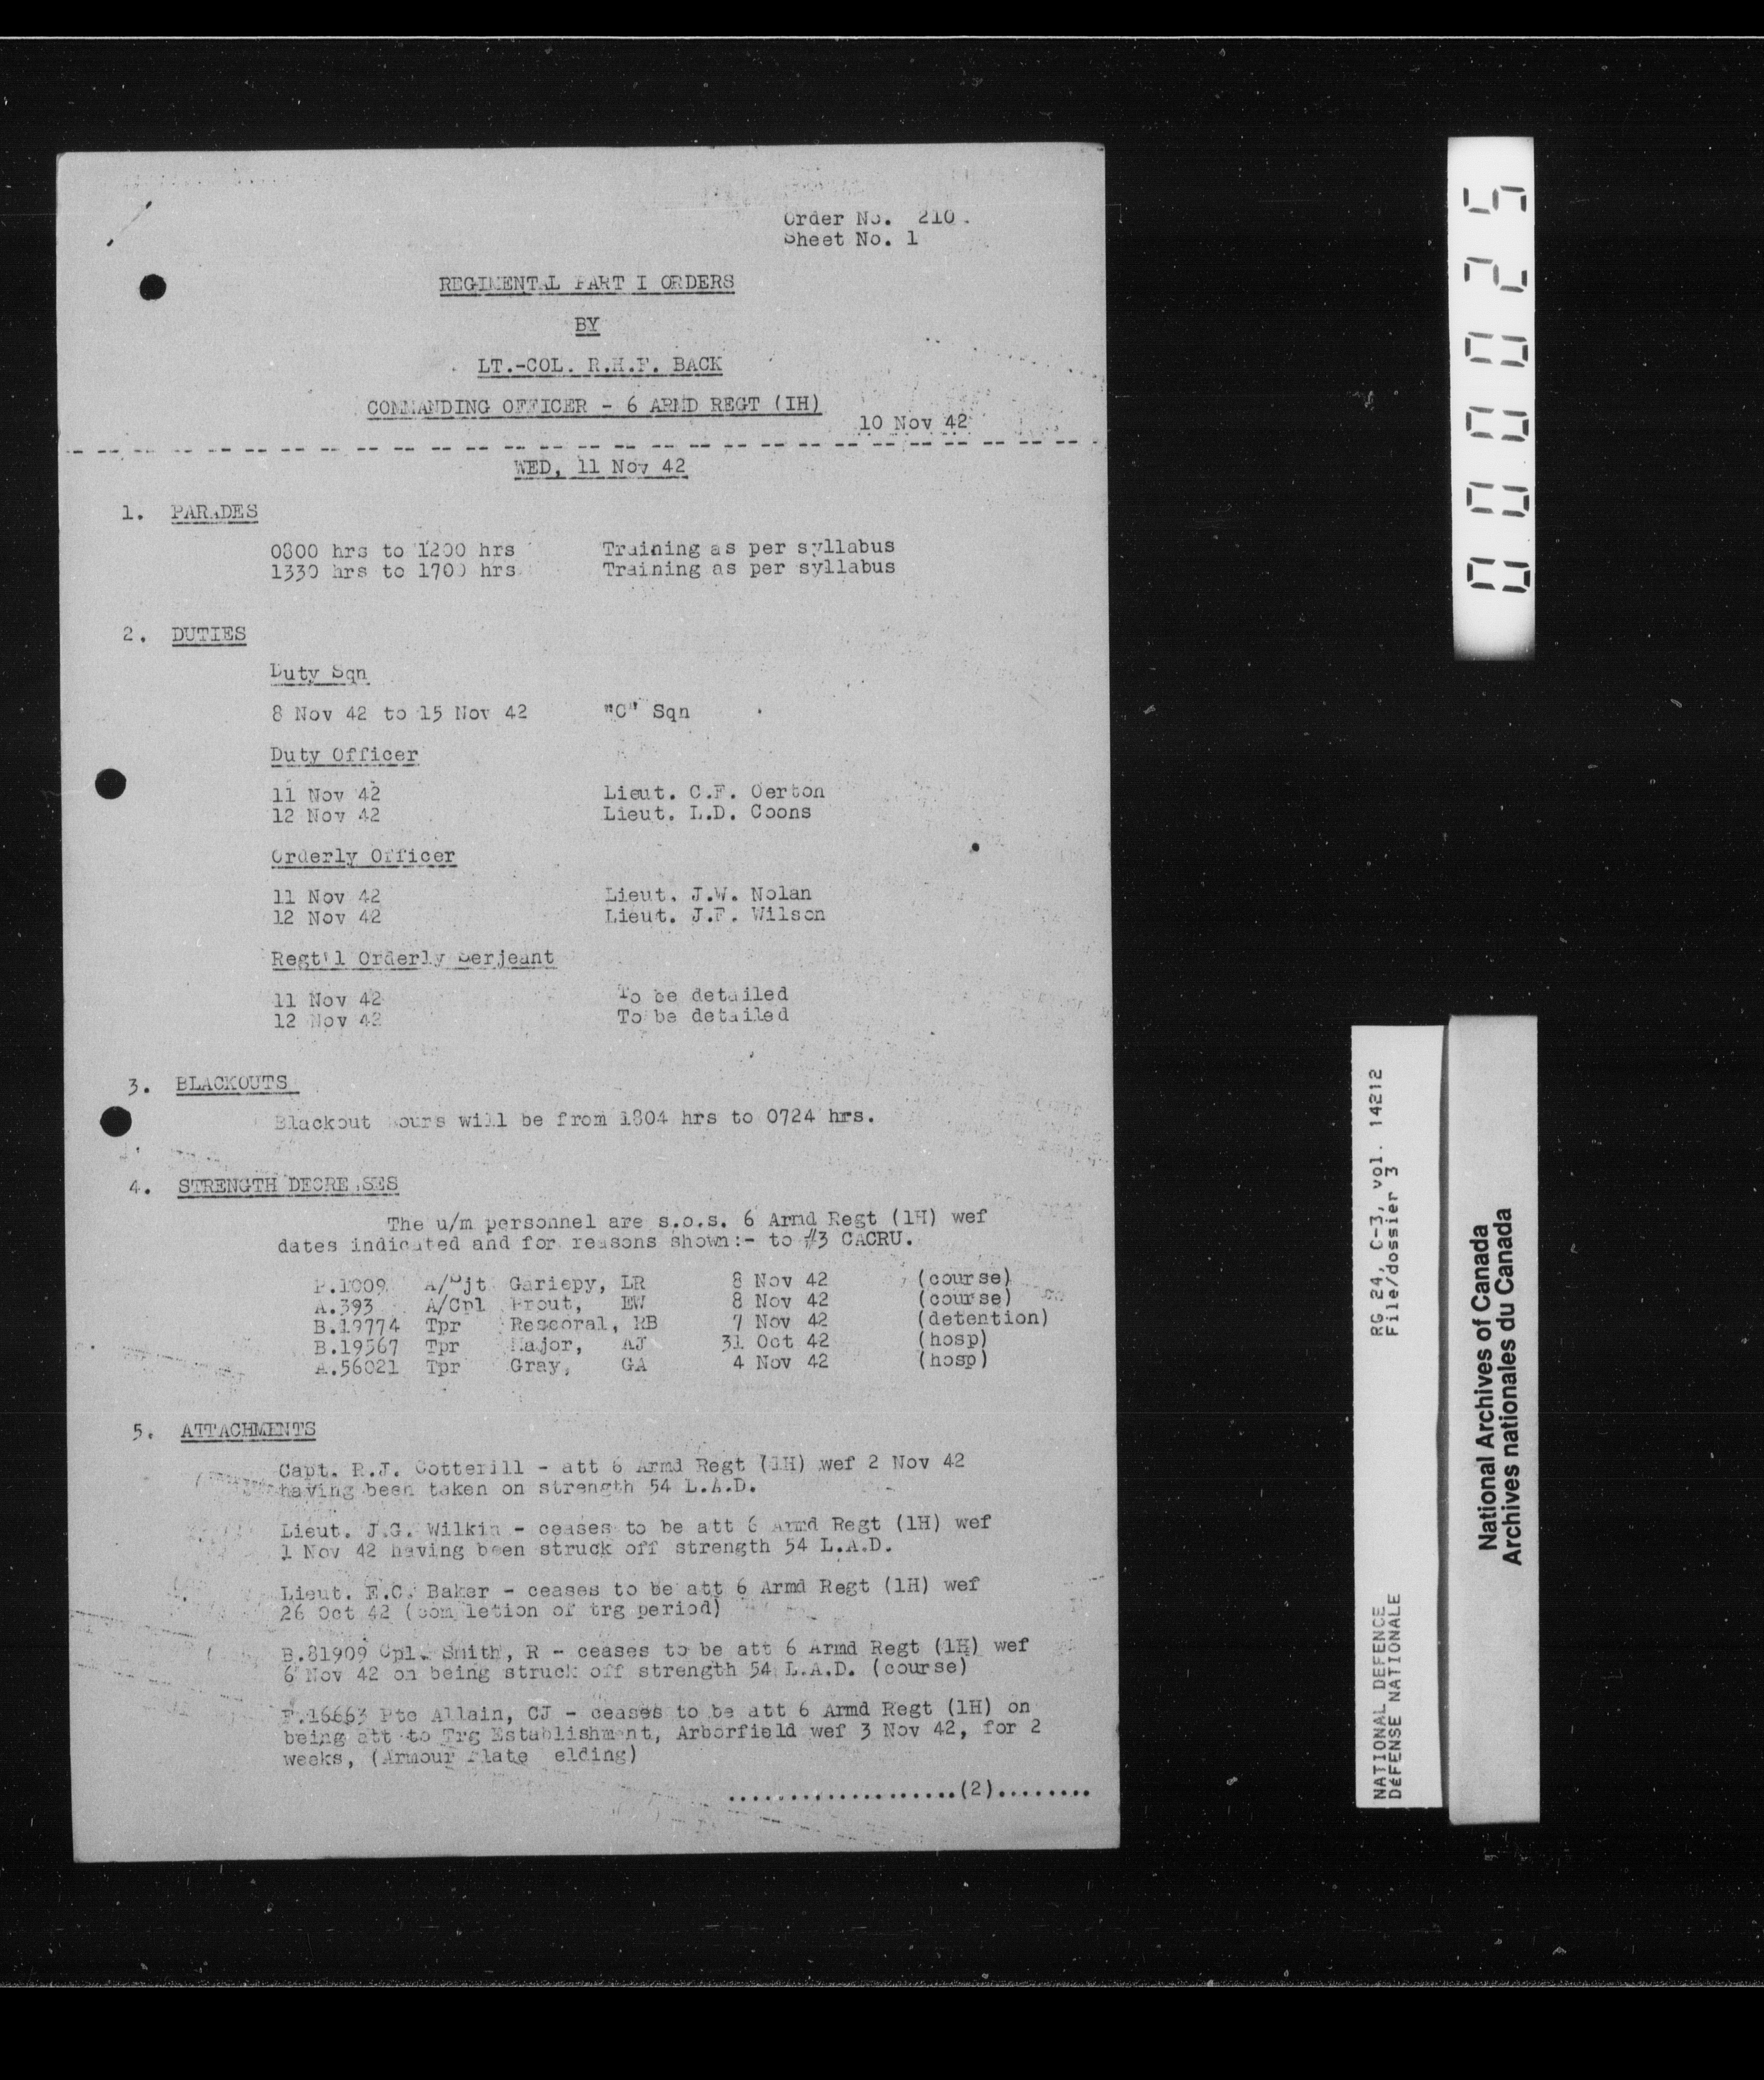 Order No. 210.
Sheet No. 1
REGIMENTAL PART I ORDERS
BY
LT.-COL. R.H.F. BACK
COMMANDING OFFICER - 6 ARMD REGT (1H)
10 Nov 42
WED, 11 Nov 42
1. PARADES
0800 hrs to 1200 hrs Training as per syllabus
1330 hrs to 1700 hrs Training as per syllabus
2. DUTIES
Duty Sqn
8 Nov 42 to 15 Nov 42 "C" Sqn
Duty Officer
11 Nov 42 Lieut. C.F. Oerton
12 Nov 42 Lieut. L.D. Coons
Orderly Officer
11 Nov 42 Lieut. J.W. Nolan
12 Nov 42 Lieut. J.F. Wilson
Regt'l Orderly Serjeant
11 Nov 42 To be detailed
12 Nov 42 To be detailed
3. BLACKOUTS
Blackout hours will be from 1804 hrs to 0724 hrs.
4. STRENGTH DECREASES
The u/m personnel are s.o.s. 6 Armd Regt (1H) wef
dates indicated and for reasons shown:- to #3 CACRU.
P.1009 A/Sjt Gariepy, LR 8 Nov 42 (course)
A.393 A/Cpl Prout, EW 8 Nov 42 (course)
B.19774 Tpr Rescoral, RB 7 Nov 42 (detention)
B.19567 Tpr Major, AJ 31 Oct 42 (hosp)
A.56021 Tpr Gray, GA 4 Nov 42 (hosp)
5. ATTACHMENTS
Capt. R.J. Cotterill - att 6 Armd Regt (1H) wef 2 Nov 42
having been taken on strength 54 L.A.D.
Lieut. J.G. Wilkin - ceases to be att 6 Armd Regt (1H) wef
1 Nov 42 having been struck off strength 54 L.A.D.
Lieut. E.C. Baker - ceases to be att 6 Armd Regt (1H) wef
26 Oct 42 (completion of trg period)
B.81909 Cpl. Smith, R - ceases to be att 6 Armd Regt (1H) wef
6 Nov 42 on being struck off strength 54 L.A.D. (course)
F.16663 Pte Allain, CJ - ceases to be att 6 Armd Regt (1H) on
being att to Trg Establishment, Arborfield wef 3 Nov 42, for 2
weeks, (Armour Plate Welding)
....................(2)........
000025
RG 24, C-3, vol. 14212
File/dossier 3
NATIONAL DEFENCE
DÉFENSE NATIONALE
National Archives of Canada
Archives nationales du Canada